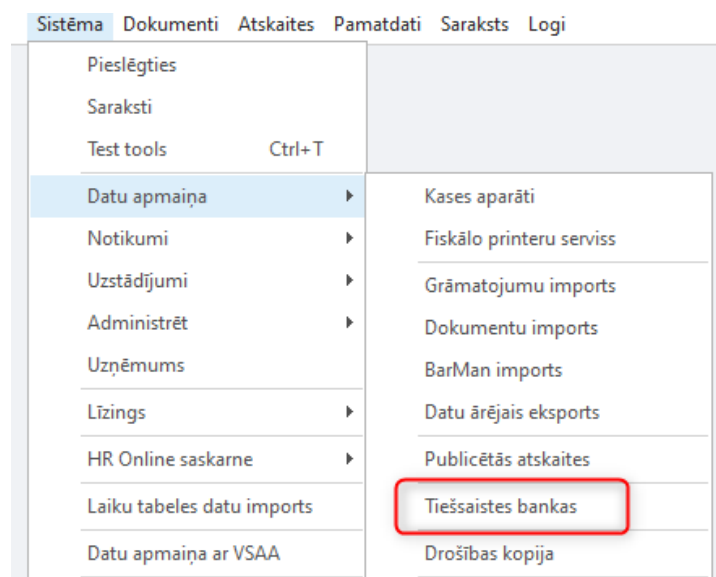 Sistēma Dokumenti Atskaites Pamatdati Saraksts Logi
Pieslēgties
Saraksti
Test tools Ctrl+T
Datu apmaiņa
Notikumi
Uzstādījumi
Administrēt
Uzņēmums
Līzings
HR Online saskarne
Laiku tabeles datu imports
Datu apmaiņa ar VSAA
Kases aparāti
Fiskālo printeru serviss
Grāmatojumu imports
Dokumentu imports
BarMan imports
Datu ārējais eksports
Publicētās atskaites
Tiešsaistes bankas
Drošības kopija